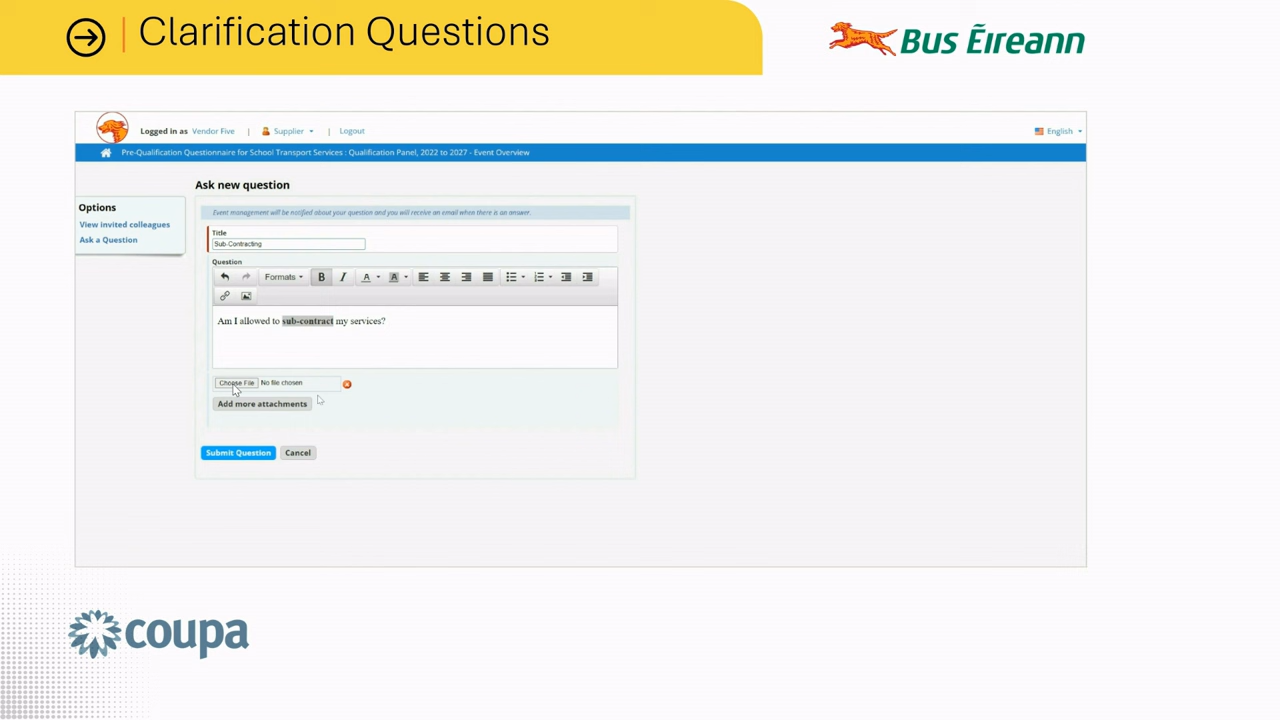 Clarification Questions
Bus Éireann
Logged in as Vendor Five | Supplier | Logout
English
Pre-Qualification Questionnaire for School Transport Services : Qualification Panel, 2022 to 2027 - Event Overview
Ask new question
Options
View invited colleagues
Ask a Question
Event management will be notified about your question and you will receive an email when there is an answer.
Title
Sub-Contracting
Question
Formats B I A A
Am I allowed to sub-contract my services?
Choose File No file chosen
Add more attachments
Submit Question Cancel
coupa